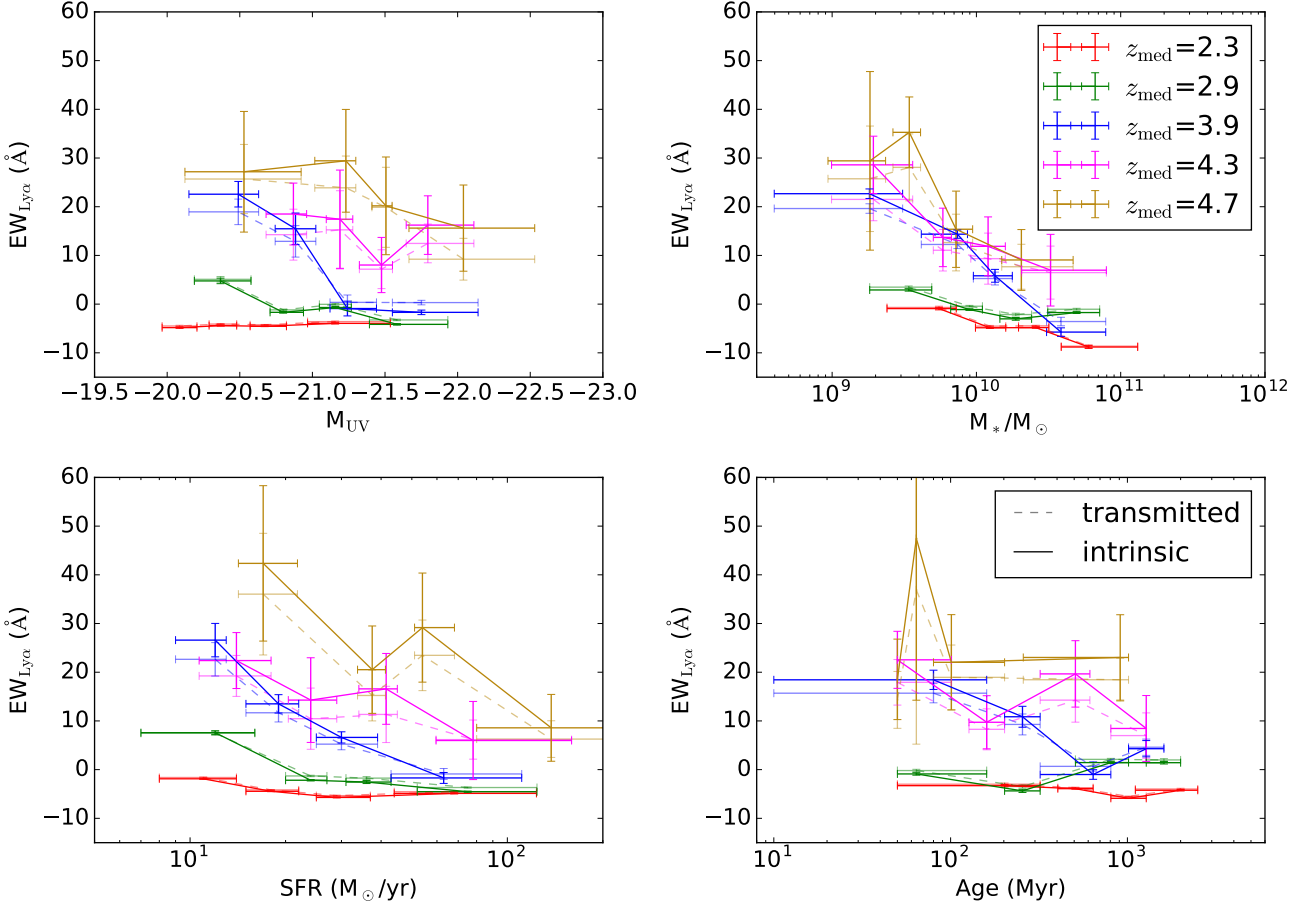 60
50
40
30
20
10
0
−10
EW_Lyα (Å)
−19.5 −20.0 −20.5 −21.0 −21.5 −22.0 −22.5 −23.0
M_UV
60
50
40
30
20
10
0
−10
EW_Lyα (Å)
10^9 10^10 10^11 10^12
M_*/M_⊙
z_med=2.3
z_med=2.9
z_med=3.9
z_med=4.3
z_med=4.7
60
50
40
30
20
10
0
−10
EW_Lyα (Å)
10^1 10^2
SFR (M_⊙/yr)
60
50
40
30
20
10
0
−10
EW_Lyα (Å)
10^1 10^2 10^3
Age (Myr)
transmitted
intrinsic